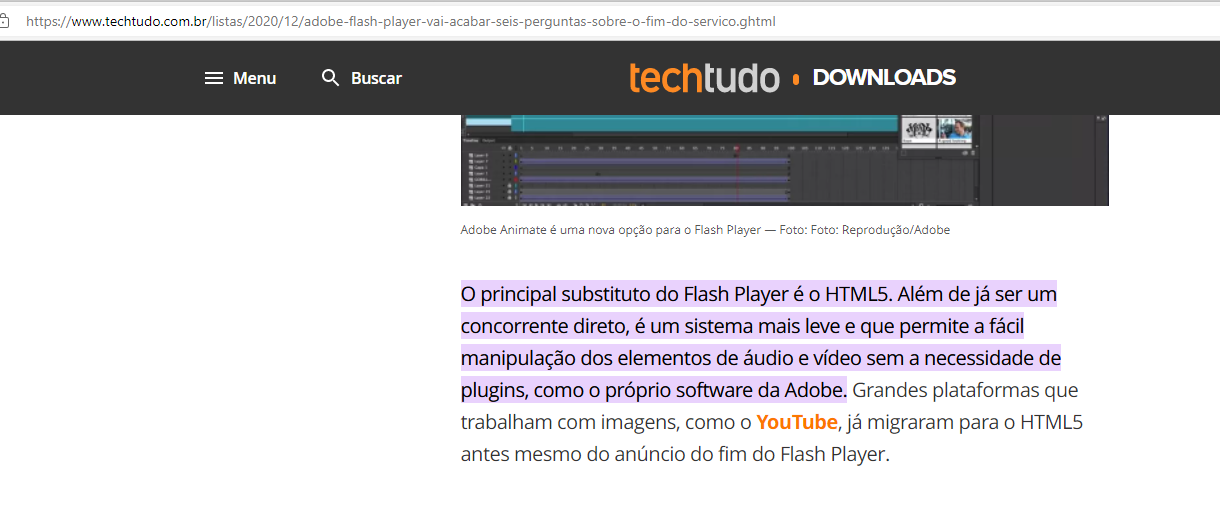 https://www.techtudo.com.br/listas/2020/12/adobe-flash-player-vai-acabar-seis-perguntas-sobre-o-fim-do-servico.ghtml
Menu Buscar techtudo DOWNLOADS
Adobe Animate é uma nova opção para o Flash Player — Foto: Foto: Reprodução/Adobe
O principal substituto do Flash Player é o HTML5. Além de já ser um
concorrente direto, é um sistema mais leve e que permite a fácil
manipulação dos elementos de áudio e vídeo sem a necessidade de
plugins, como o próprio software da Adobe. Grandes plataformas que
trabalham com imagens, como o YouTube, já migraram para o HTML5
antes mesmo do anúncio do fim do Flash Player.